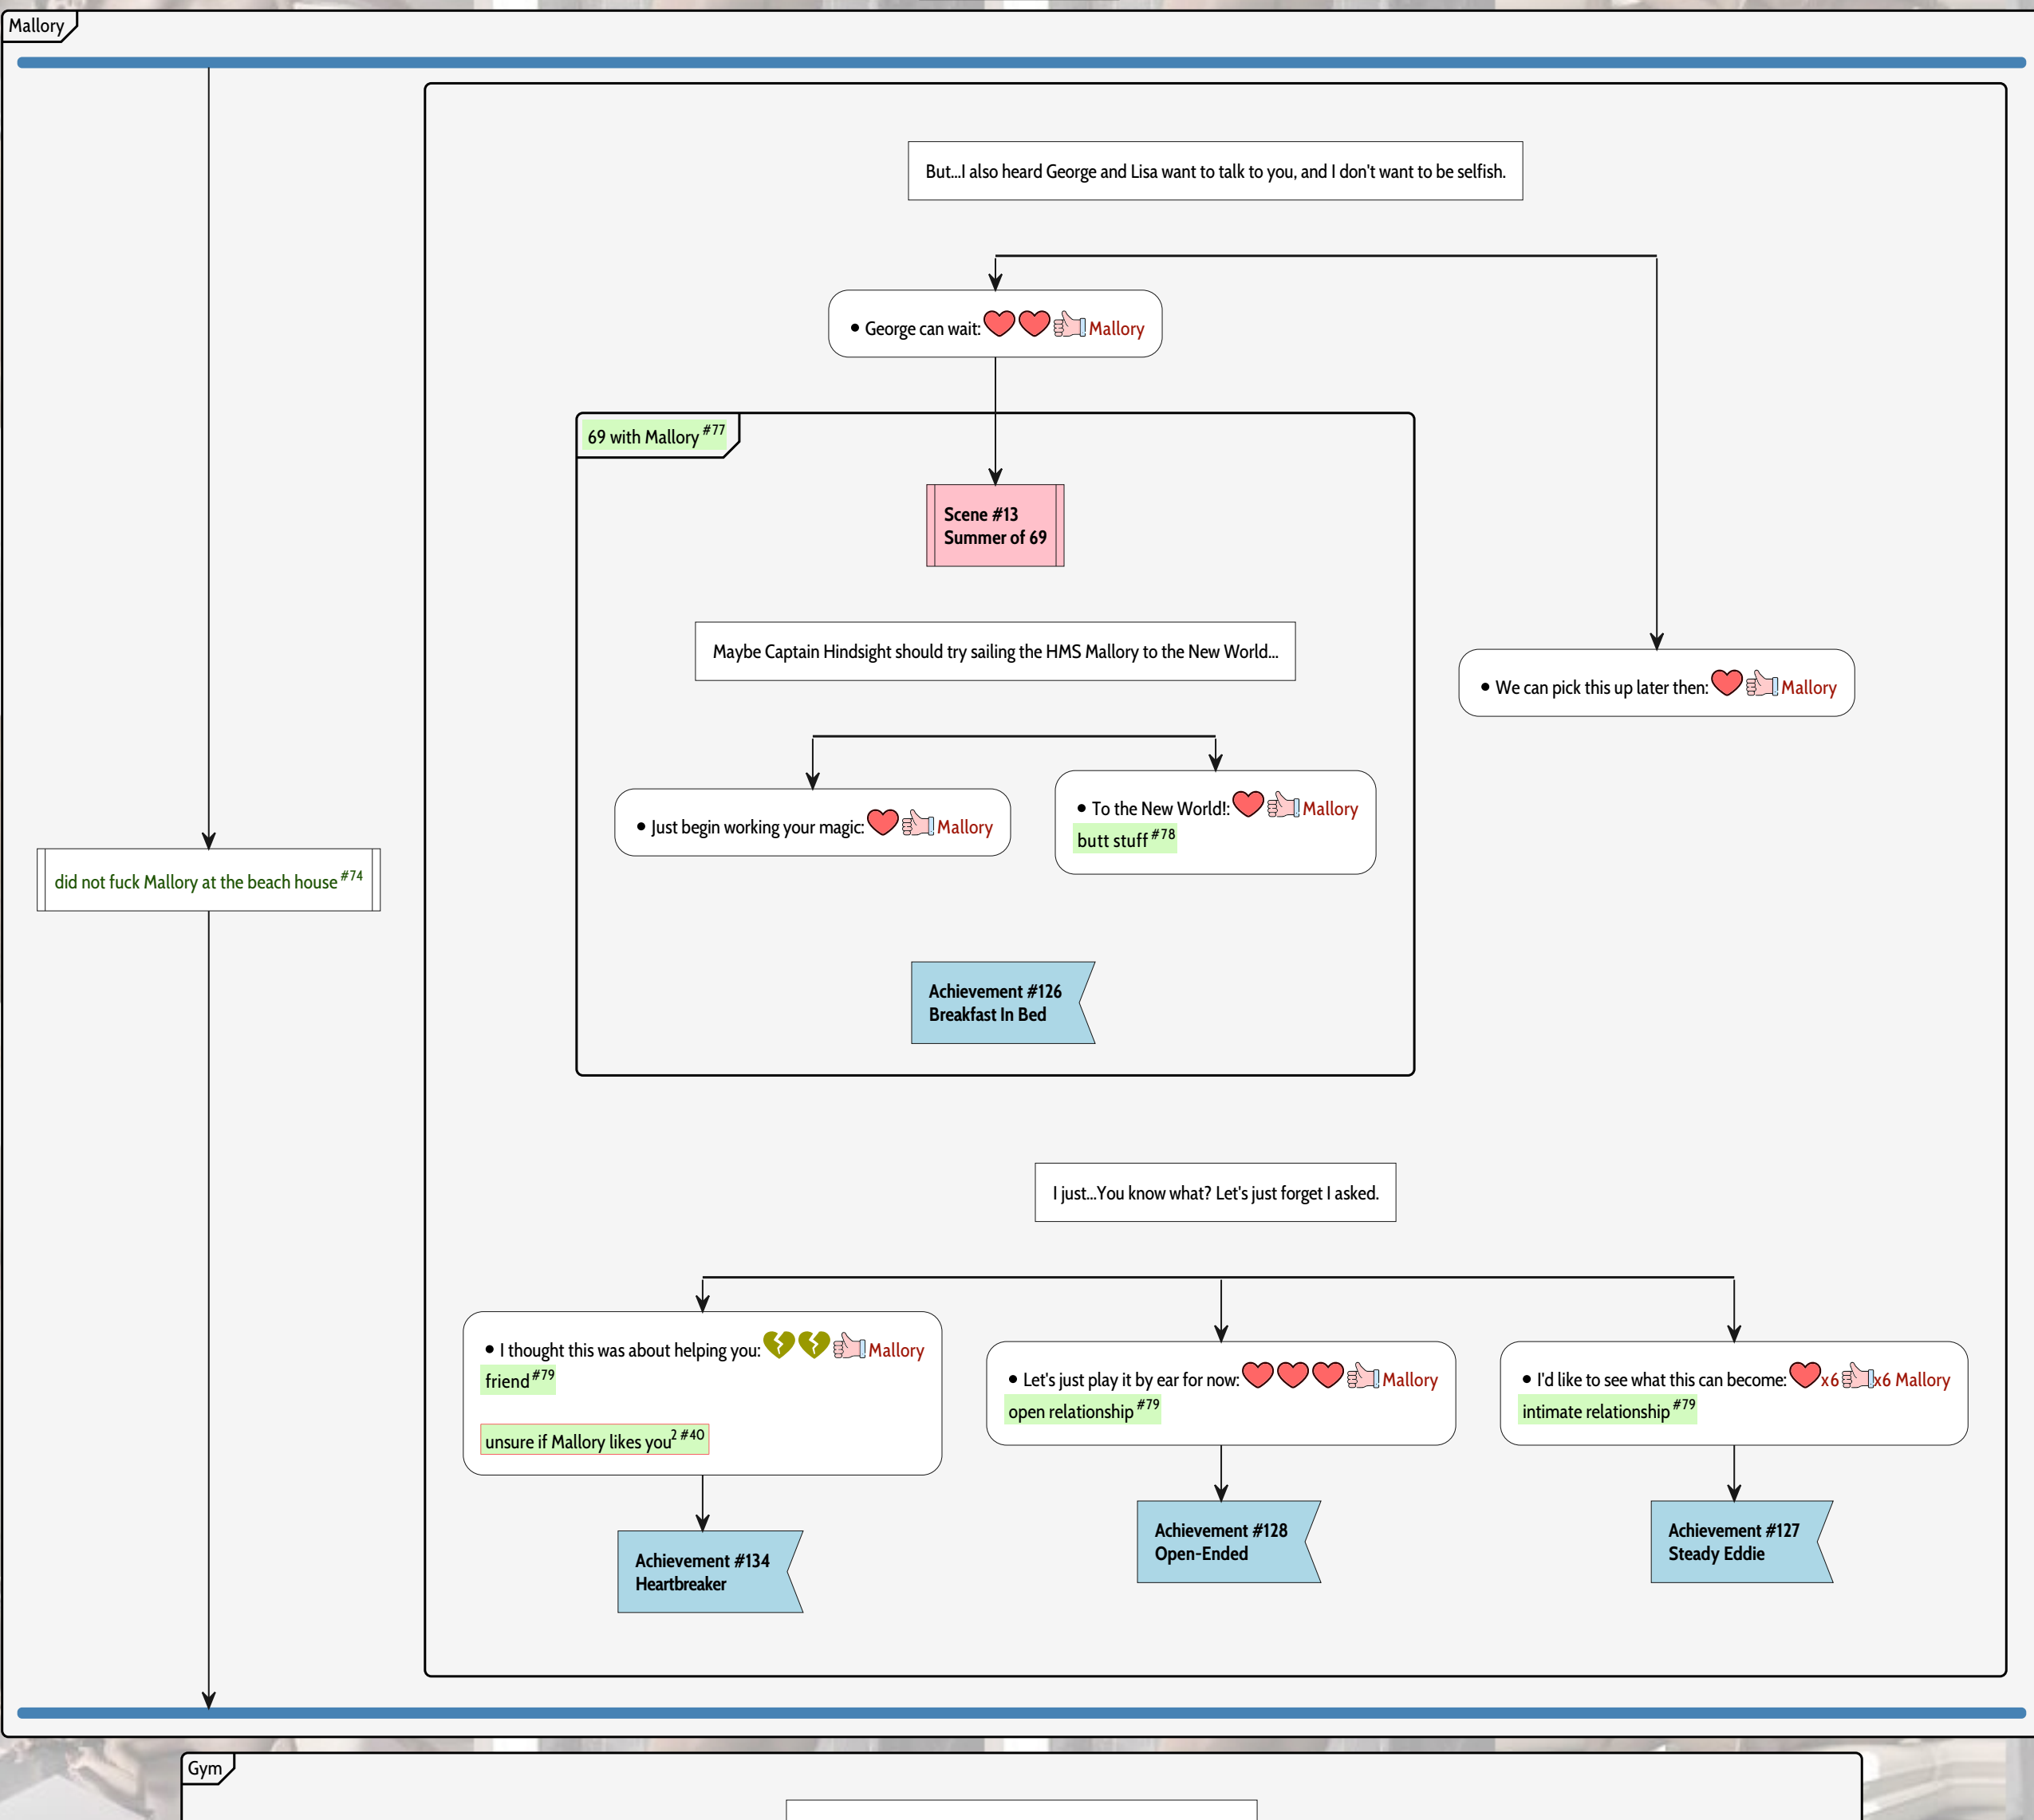 Mallory
But...I also heard George and Lisa want to talk to you, and I don't want to be selfish.
• George can wait: Mallory
69 with Mallory #77
Scene #13
Summer of 69
Maybe Captain Hindsight should try sailing the HMS Mallory to the New World...
• We can pick this up later then: Mallory
• Just begin working your magic: Mallory
• To the New World!: Mallory
butt stuff #78
did not fuck Mallory at the beach house #74
Achievement #126
Breakfast In Bed
I just...You know what? Let's just forget I asked.
• I thought this was about helping you: Mallory
friend #79
unsure if Mallory likes you 2 #40
• Let's just play it by ear for now: Mallory
open relationship #79
• I'd like to see what this can become: x6 x6 Mallory
intimate relationship #79
Achievement #134
Heartbreaker
Achievement #128
Open-Ended
Achievement #127
Steady Eddie
Gym